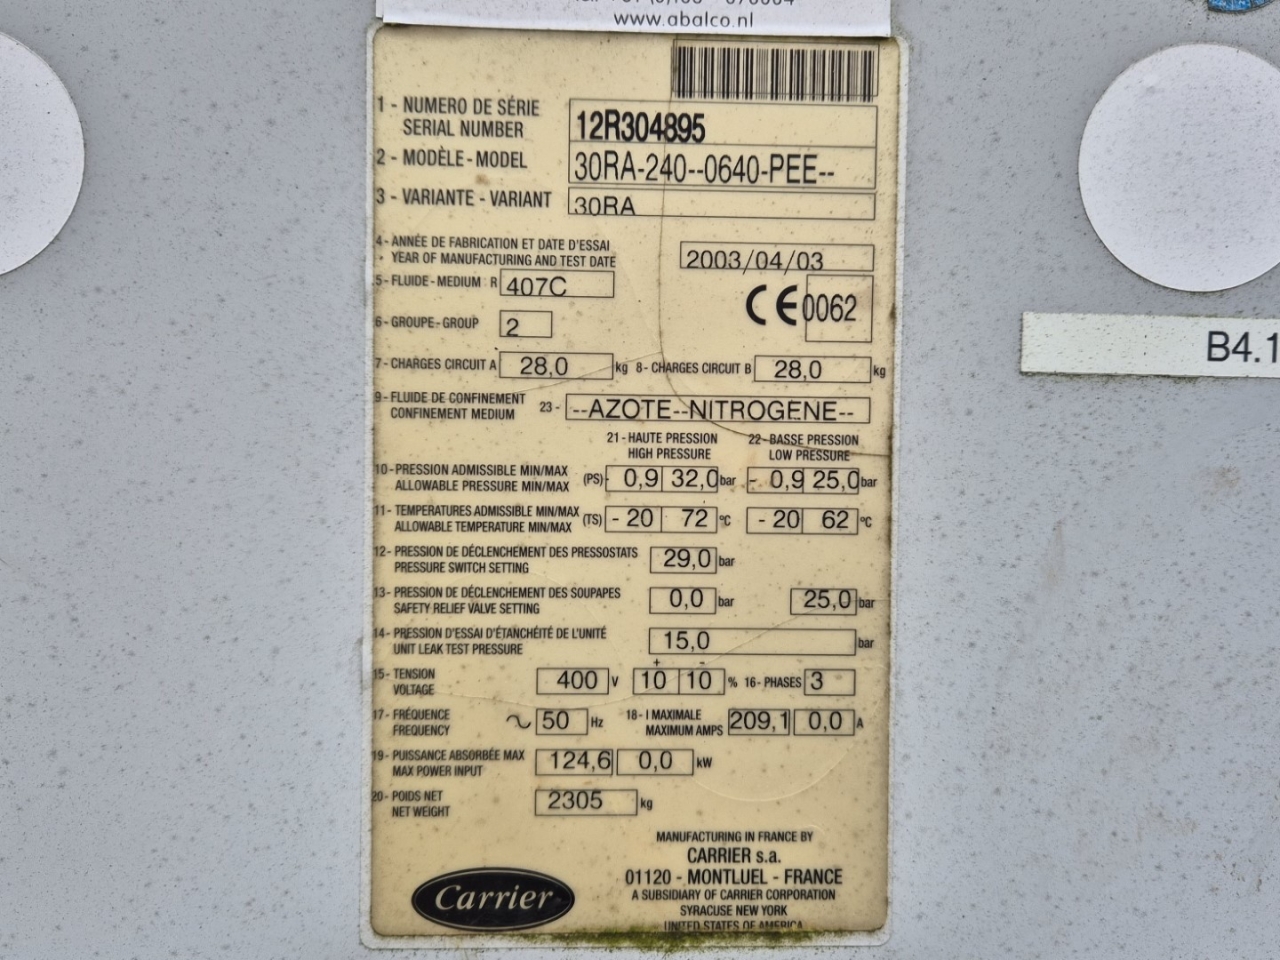 www.abalco.nl
1 - NUMERO DE SÉRIE
SERIAL NUMBER
12R304895
2 - MODÈLE - MODEL
30RA-240--0640-PEE--
3 - VARIANTE - VARIANT
30RA
4 - ANNÉE DE FABRICATION ET DATE D'ESSAI
YEAR OF MANUFACTURING AND TEST DATE
2003/04/03
5 - FLUIDE - MEDIUM : R 407C
CE 0062
6 - GROUPE - GROUP 2
B4.1
7 - CHARGES CIRCUIT A 28,0 kg 8 - CHARGES CIRCUIT B 28,0 kg
9 - FLUIDE DE CONFINEMENT
CONFINEMENT MEDIUM
23 - --AZOTE--NITROGENE--
21 - HAUTE PRESSION
HIGH PRESSURE
22 - BASSE PRESSION
LOW PRESSURE
10 - PRESSION ADMISSIBLE MIN/MAX
ALLOWABLE PRESSURE MIN/MAX
(PS) - 0,9 32,0 bar - 0,9 25,0 bar
11 - TEMPERATURES ADMISSIBLE MIN/MAX
ALLOWABLE TEMPERATURE MIN/MAX
(TS) - 20 72 °C - 20 62 °C
12 - PRESSION DE DÉCLENCHEMENT DES PRESSOSTATS
PRESSURE SWITCH SETTING
29,0 bar
13 - PRESSION DE DÉCLENCHEMENT DES SOUPAPES
SAFETY RELIEF VALVE SETTING
0,0 bar 25,0 bar
14 - PRESSION D'ESSAI D'ÉTANCHÉITÉ DE L'UNITÉ
UNIT LEAK TEST PRESSURE
15,0 bar
15 - TENSION
VOLTAGE
400 V + 10 - 10 % 16 - PHASES 3
17 - FRÉQUENCE
FREQUENCY
~ 50 Hz
18 - I MAXIMALE
MAXIMUM AMPS
209,1 0,0 A
19 - PUISSANCE ABSORBÉE MAX
MAX POWER INPUT
124,6 0,0 kW
20 - POIDS NET
NET WEIGHT
2305 kg
MANUFACTURING IN FRANCE BY
CARRIER s.a.
01120 - MONTLUEL - FRANCE
A SUBSIDIARY OF CARRIER CORPORATION
SYRACUSE NEW YORK
UNITED STATES OF AMERICA
Carrier